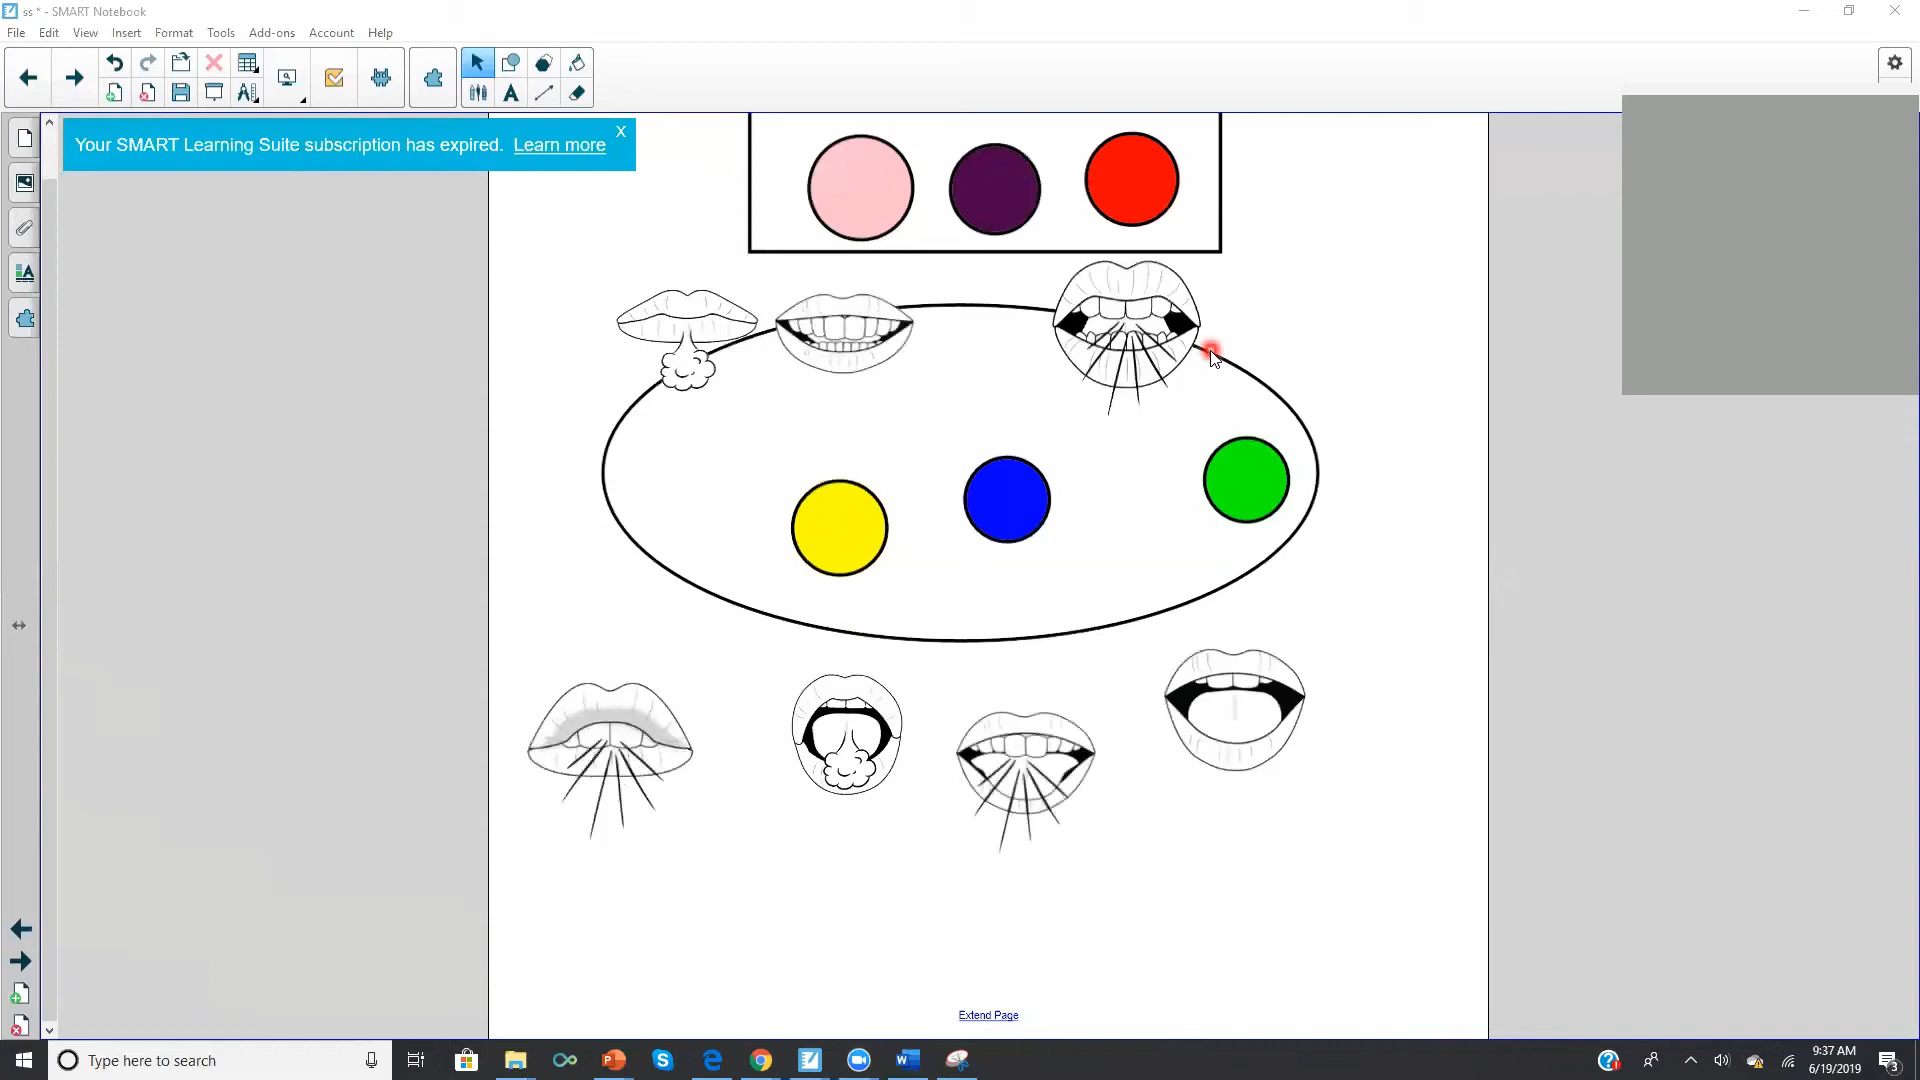 ss * - SMART Notebook
File Edit View Insert Format Tools Add-ons Account Help
Your SMART Learning Suite subscription has expired. Learn more X
Extend Page
Type here to search
9:37 AM
6/19/2019
3